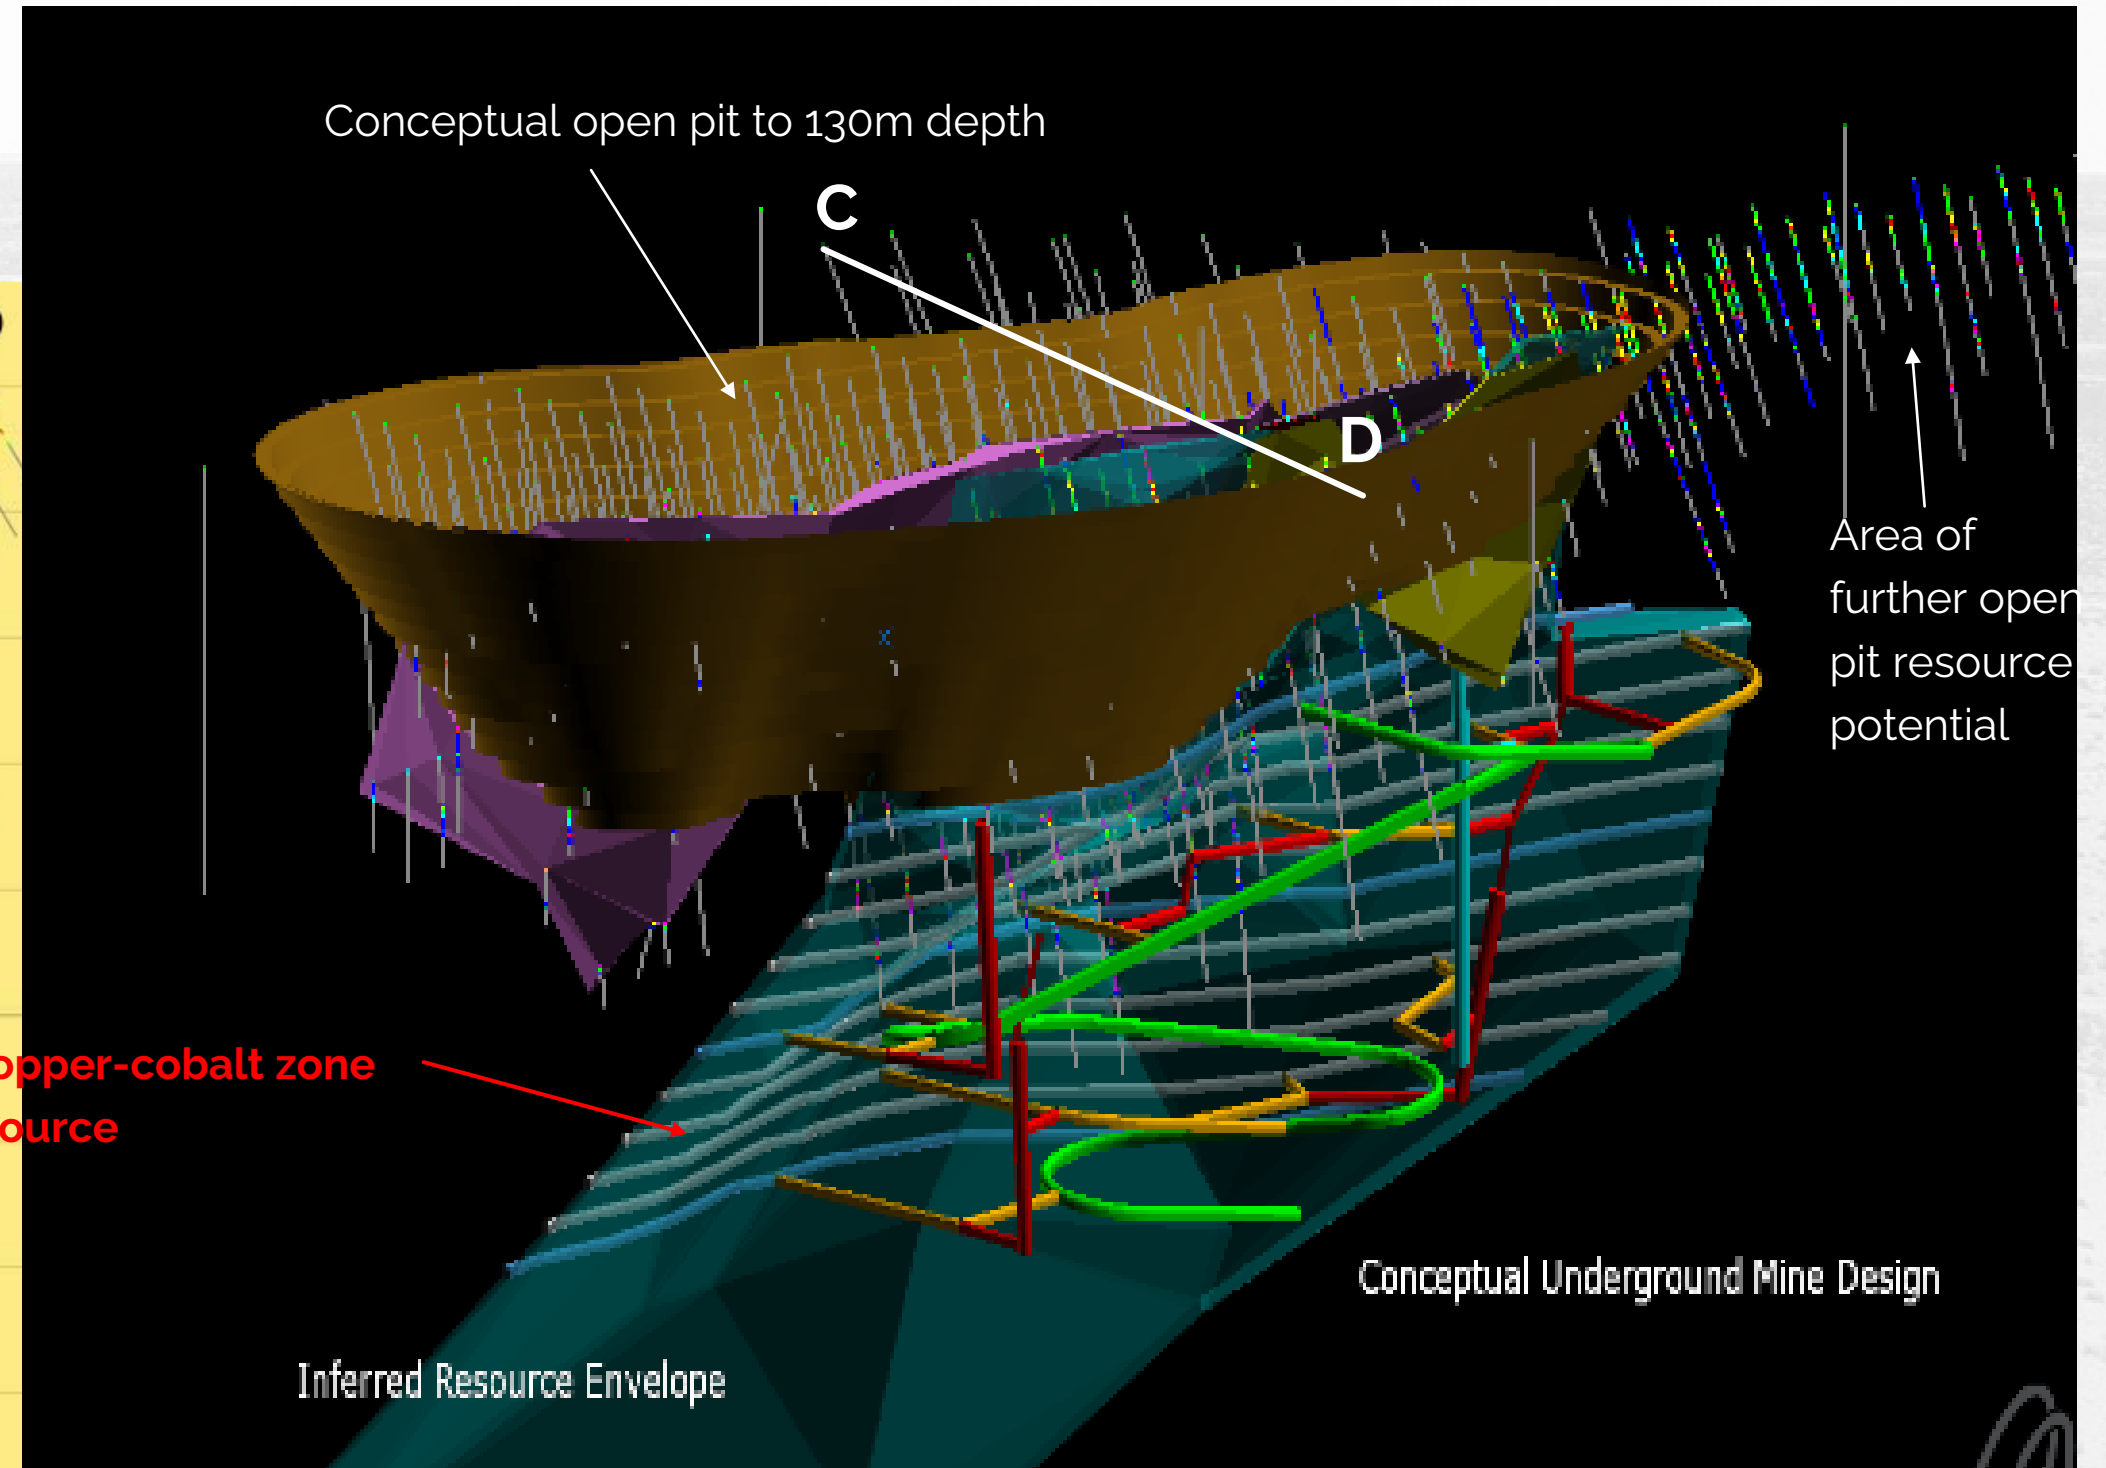 Conceptual open pit to 130m depth
C
D
Area of
further open
pit resource
potential
opper-cobalt zone
ource
Conceptual Underground Mine Design
Inferred Resource Envelope